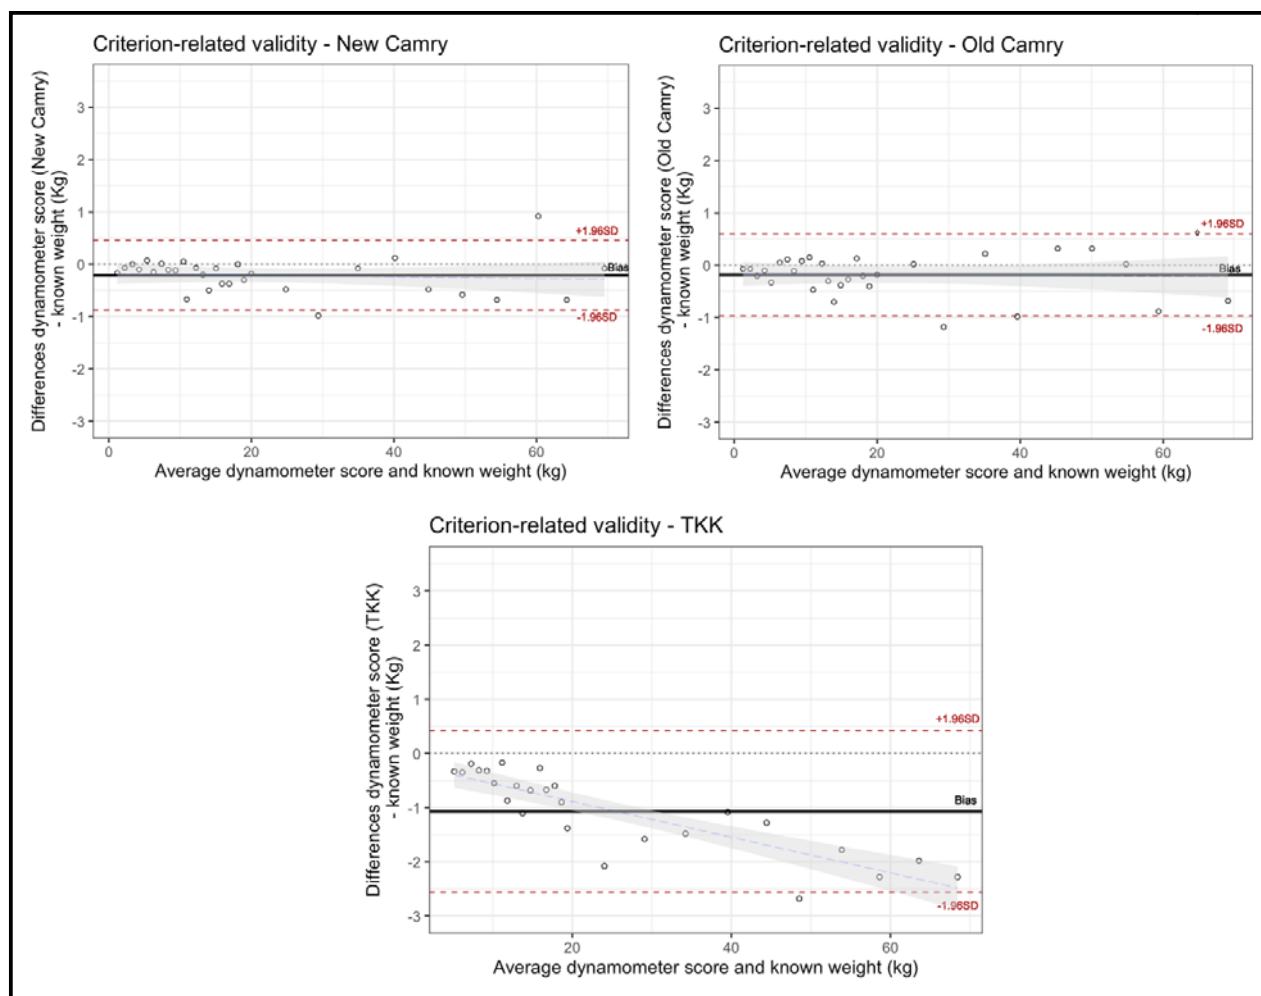 Criterion-related validity - New Camry
Differences dynamometer score (New Camry)
- known weight (Kg)
3
2
1
0
-1
-2
-3
+1.96SD
Bias
-1.96SD
0
20
40
60
Average dynamometer score and known weight (kg)
Criterion-related validity - Old Camry
Differences dynamometer score (Old Camry)
- known weight (Kg)
3
2
1
0
-1
-2
-3
+1.96SD
Bias
-1.96SD
0
20
40
60
Average dynamometer score and known weight (kg)
Criterion-related validity - TKK
Differences dynamometer score (TKK)
- known weight (Kg)
3
2
1
0
-1
-2
-3
+1.96SD
Bias
-1.96SD
20
40
60
Average dynamometer score and known weight (kg)